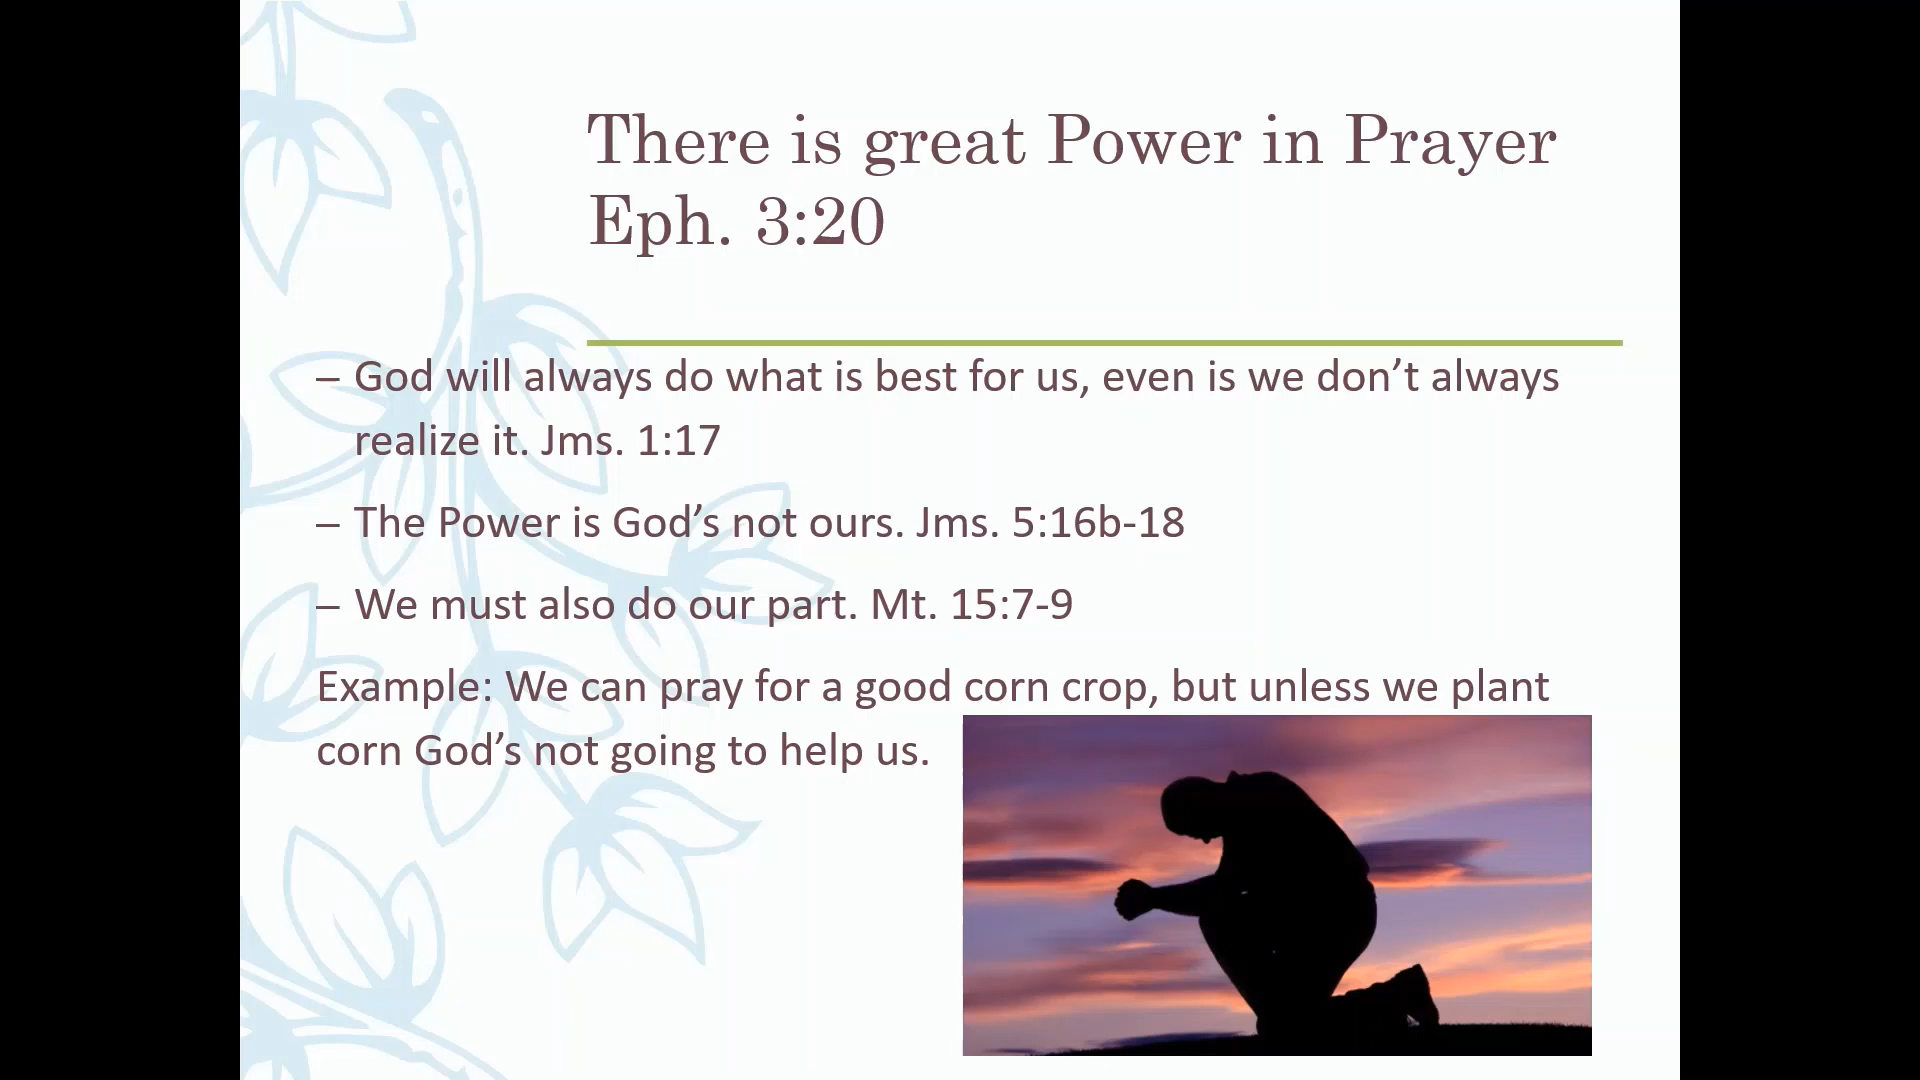 There is great Power in Prayer
Eph. 3:20
– God will always do what is best for us, even is we don’t always
realize it. Jms. 1:17
– The Power is God’s not ours. Jms. 5:16b-18
– We must also do our part. Mt. 15:7-9
Example: We can pray for a good corn crop, but unless we plant
corn God’s not going to help us.